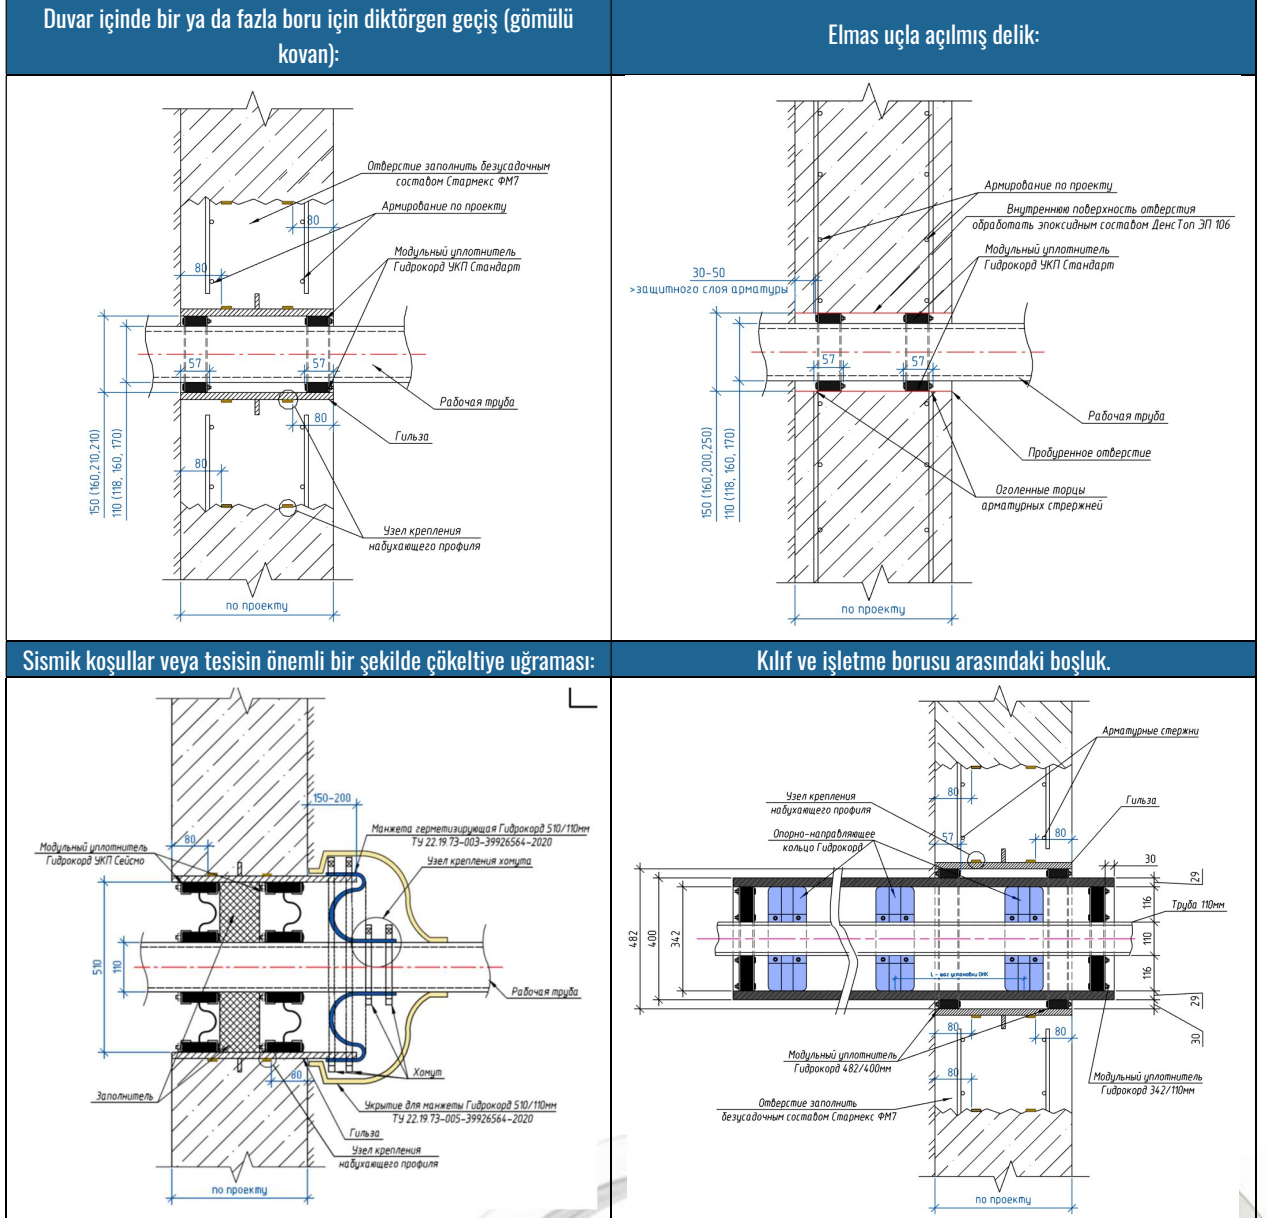 Duvar içinde bir ya da fazla boru için diktörgen geçiş (gömülü
kovan):
Elmas uçla açılmış delik:
Отверстие заполнить безусадочным
составом Стармекс ФМ7
Армирование по проекту
80
Модульный уплотнитель
Гидрокорд УКП Стандарт
80
57
57
Рабочая труба
80
Гильза
80
150 (160,210,210)
110 (118, 160, 170)
Узел крепления
набухающего профиля
по проекту
Армирование по проекту
Внутреннюю поверхность отверстия
обработать эпоксидным составом ДенсТоп ЭП 106
Модульный уплотнитель
Гидрокорд УКП Стандарт
30-50
>защитного слоя арматуры
57
57
Рабочая труба
Пробуренное отверстие
150 (160,200,250)
110 (118, 160, 170)
Оголенные торцы
арматурных стрержней
по проекту
Sismik koşullar veya tesisin önemli bir şekilde çökeltiye uğraması:
Kılıf ve işletme borusu arasındaki boşluk.
150-200
Манжета герметизирующая Гидрокорд 510/110мм
ТУ 22.19.73-003-39926564-2020
80
Модульный уплотнитель
Гидрокорд УКП Сейсмо
Узел крепления хомута
510
110
Рабочая труба
80
Хомут
Заполнитель
Укрытие для манжеты Гидрокорд 510/110мм
ТУ 22.19.73-005-39926564-2020
Гильза
Узел крепления
набухающего профиля
по проекту
Арматурные стержни
80
Узел крепления
набухающего профиля
Гильза
Опорно-направляющее
кольцо Гидрокорд
57
80
30
29
116
Труба 110мм
482
400
342
110
L - шаг установки ОНК
116
29
80
80
30
Модульный уплотнитель
Гидрокорд 482/400мм
80
Модульный уплотнитель
Гидрокорд 342/110мм
Отверстие заполнить
безусадочным составом Стармекс ФМ7
по проекту